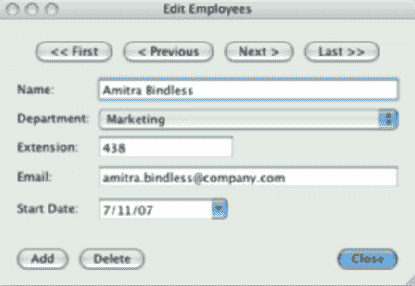 Edit Employees
<< First < Previous Next > Last >>
Name: Amitra Bindless
Department: Marketing
Extension: 438
Email: amitra.bindless@company.com
Start Date: 7/11/07
Add Delete Close